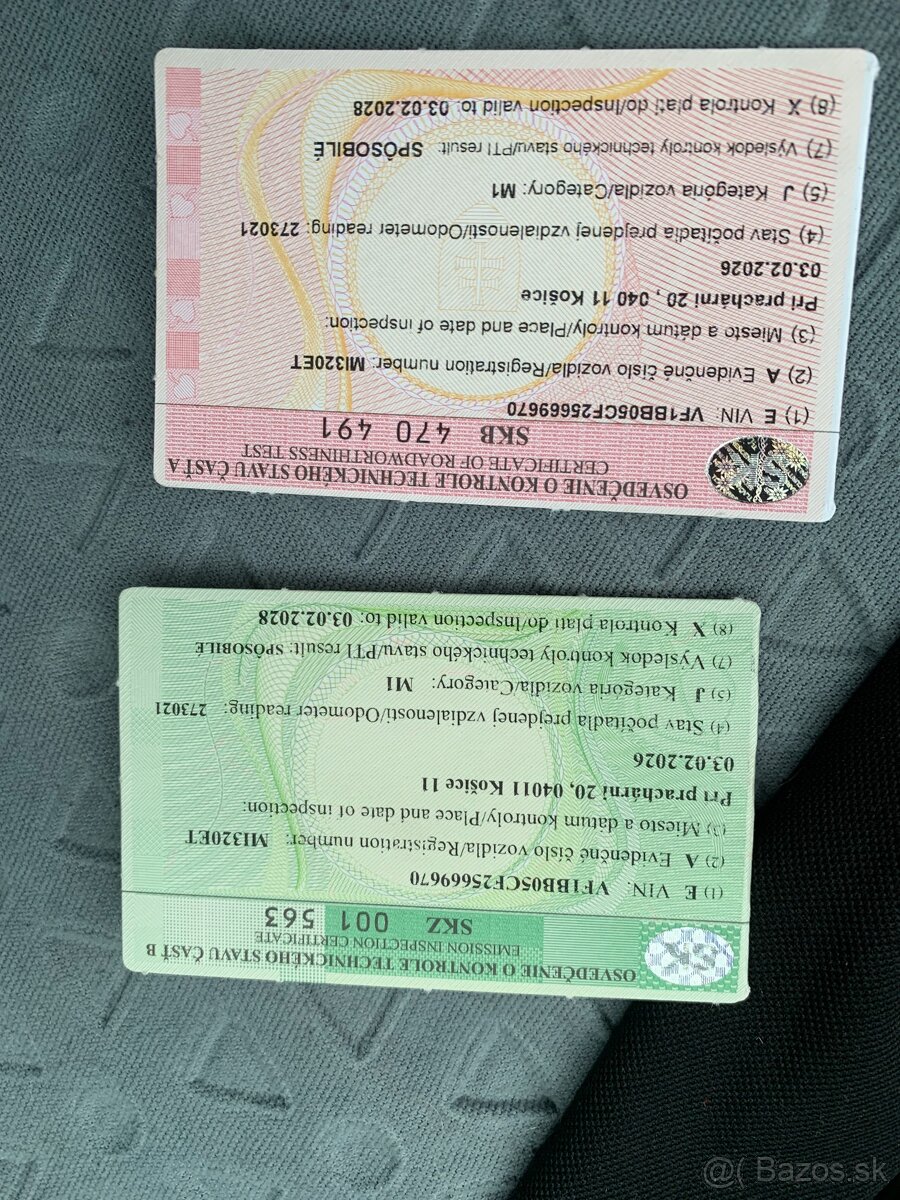 OSVEDČENIE O KONTROLE TECHNICKÉHO STAVU ČASŤ A
CERTIFICATE OF ROADWORTHINESS TEST
SKB 470 491
(1) E VIN: VF1BB05CF25669670
(2) A Evidenčné číslo vozidla/Registration number: MI320ET
(3) Miesto a dátum kontroly/Place and date of inspection:
Pri prachárni 20 , 040 11 Košice
03.02.2026
(4) Stav počítadla prejdenej vzdialenosti/Odometer reading: 273021
(5) J Kategória vozidla/Category: M1
(7) Výsledok kontroly technického stavu/PTI result: SPÔSOBILÉ
(8) X Kontrola platí do/Inspection valid to: 03.02.2028
OSVEDČENIE O KONTROLE TECHNICKÉHO STAVU ČASŤ B
EMISSION INSPECTION CERTIFICATE
SKZ 001 563
(1) E VIN: VF1BB05CF25669670
(2) A Evidenčné číslo vozidla/Registration number: MI320ET
(3) Miesto a dátum kontroly/Place and date of inspection:
Pri prachárni 20, 04011 Košice 11
03.02.2026
(4) Stav počítadla prejdenej vzdialenosti/Odometer reading: 273021
(5) J Kategória vozidla/Category: M1
(7) Výsledok kontroly technického stavu/PTI result: SPÔSOBILÉ
(8) X Kontrola platí do/Inspection valid to: 03.02.2028
@( Bazos.sk